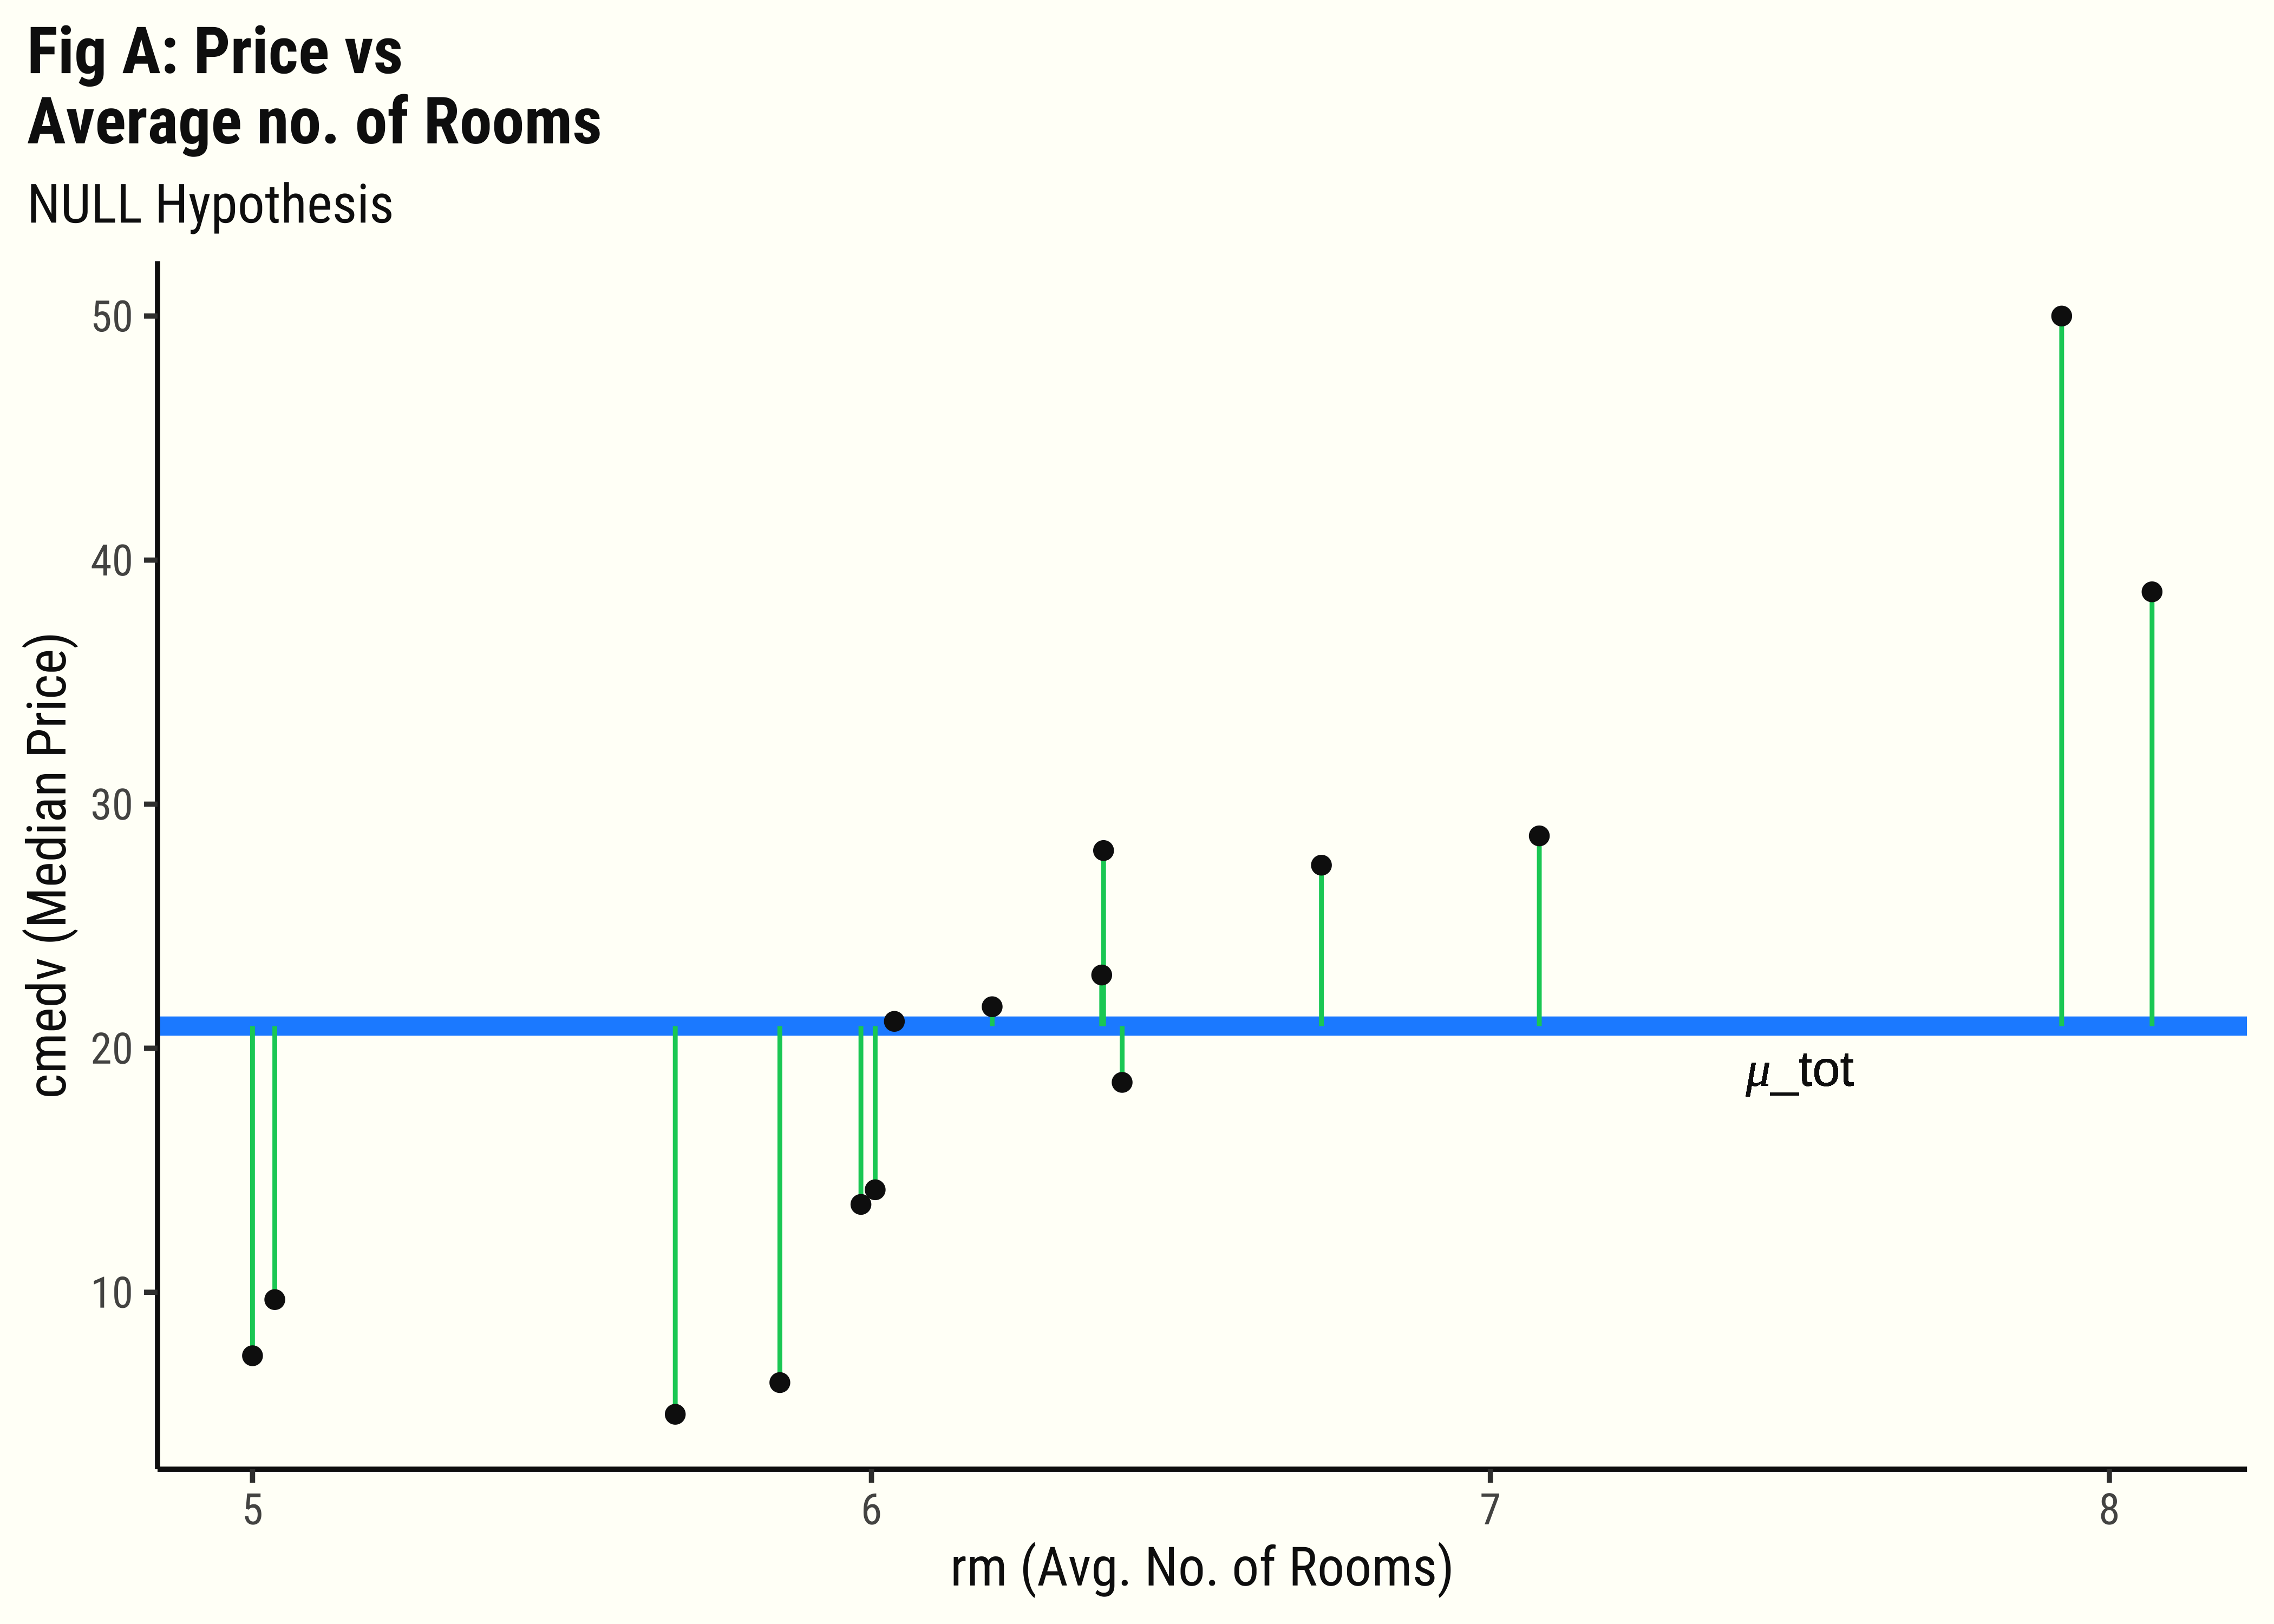 Fig A: Price vs
Average no. of Rooms
NULL Hypothesis
cmedv (Median Price)
50
40
30
20
10
μ_tot
5
6
7
8
rm (Avg. No. of Rooms)